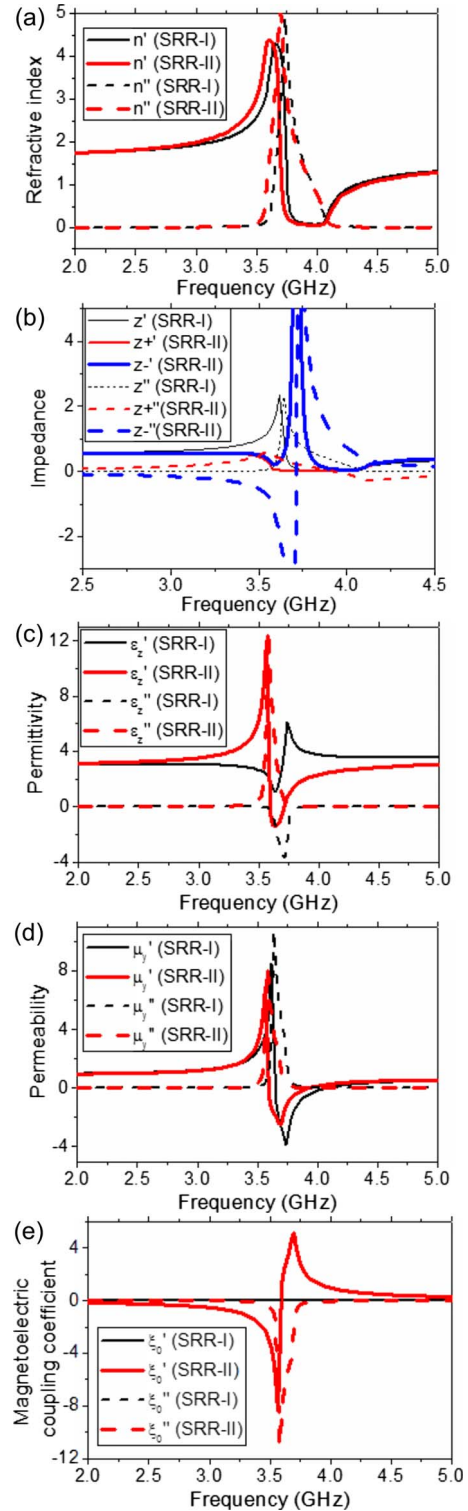 (a)
5
4
3
2
1
0
Refractive index
n' (SRR-I)
n' (SRR-II)
n'' (SRR-I)
n'' (SRR-II)
2.0 2.5 3.0 3.5 4.0 4.5 5.0
Frequency (GHz)
(b)
4
2
0
-2
Impedance
z' (SRR-I)
z+' (SRR-II)
z-' (SRR-II)
z'' (SRR-I)
z+''(SRR-II)
z-''(SRR-II)
2.5 3.0 3.5 4.0 4.5
Frequency (GHz)
(c)
12
8
4
0
-4
Permittivity
εz' (SRR-I)
εz' (SRR-II)
εz'' (SRR-I)
εz'' (SRR-II)
2.0 2.5 3.0 3.5 4.0 4.5 5.0
Frequency (GHz)
(d)
8
4
0
-4
Permeability
μy' (SRR-I)
μy' (SRR-II)
μy'' (SRR-I)
μy'' (SRR-II)
2.0 2.5 3.0 3.5 4.0 4.5 5.0
Frequency (GHz)
(e)
4
0
-4
-8
-12
Magnetoelectric
coupling coefficient
ξ0' (SRR-I)
ξ0' (SRR-II)
ξ0'' (SRR-I)
ξ0'' (SRR-II)
2.0 2.5 3.0 3.5 4.0 4.5 5.0
Frequency (GHz)